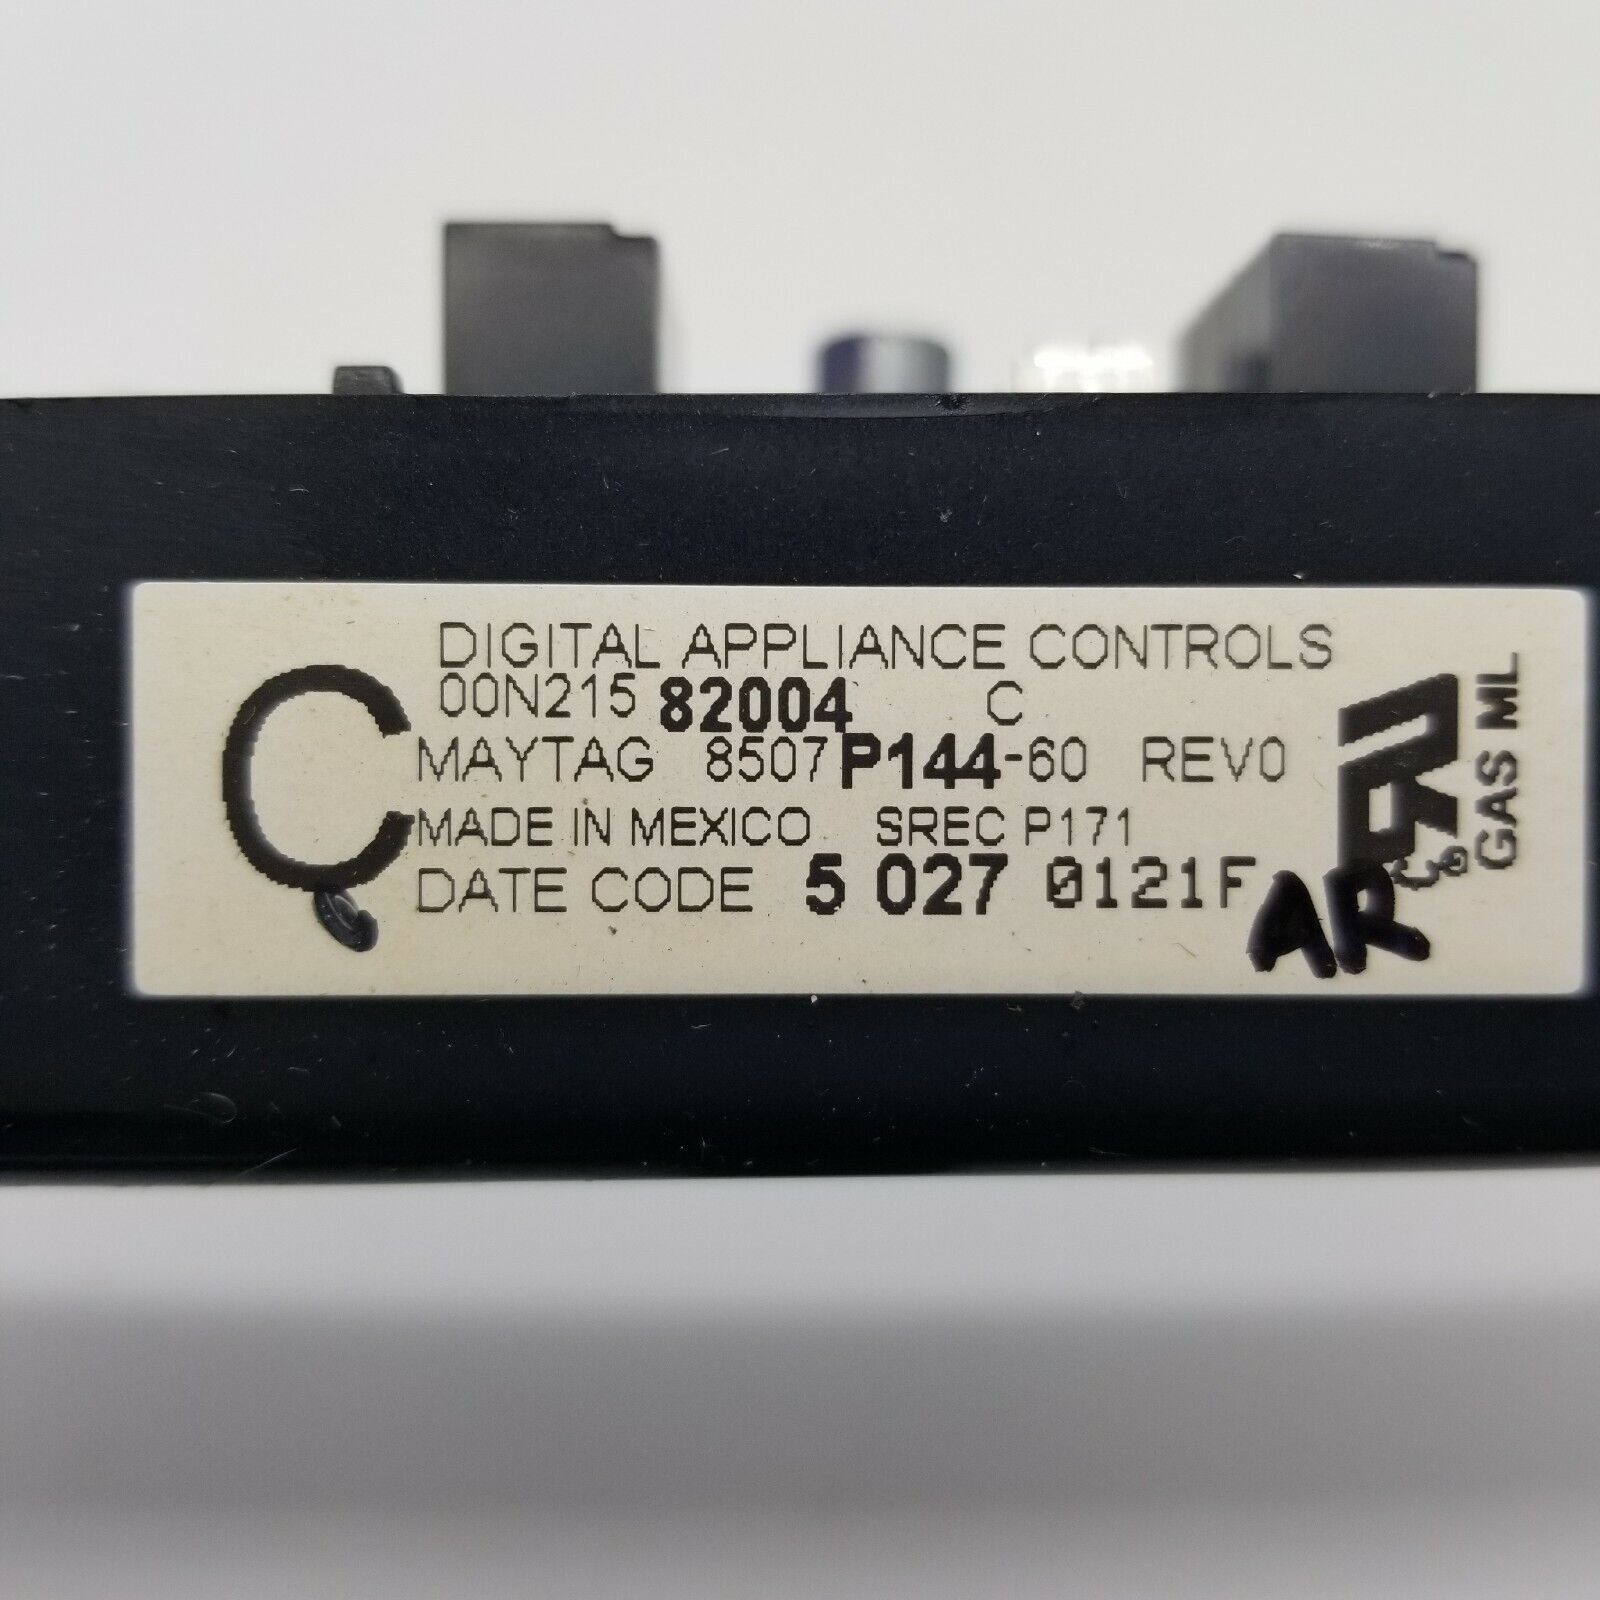 DIGITAL APPLIANCE CONTROLS
00N215 82004 C
C
MAYTAG 8507P144-60 REV0
MADE IN MEXICO SREC P171
DATE CODE 5 027 0121F
AR
GAS ML